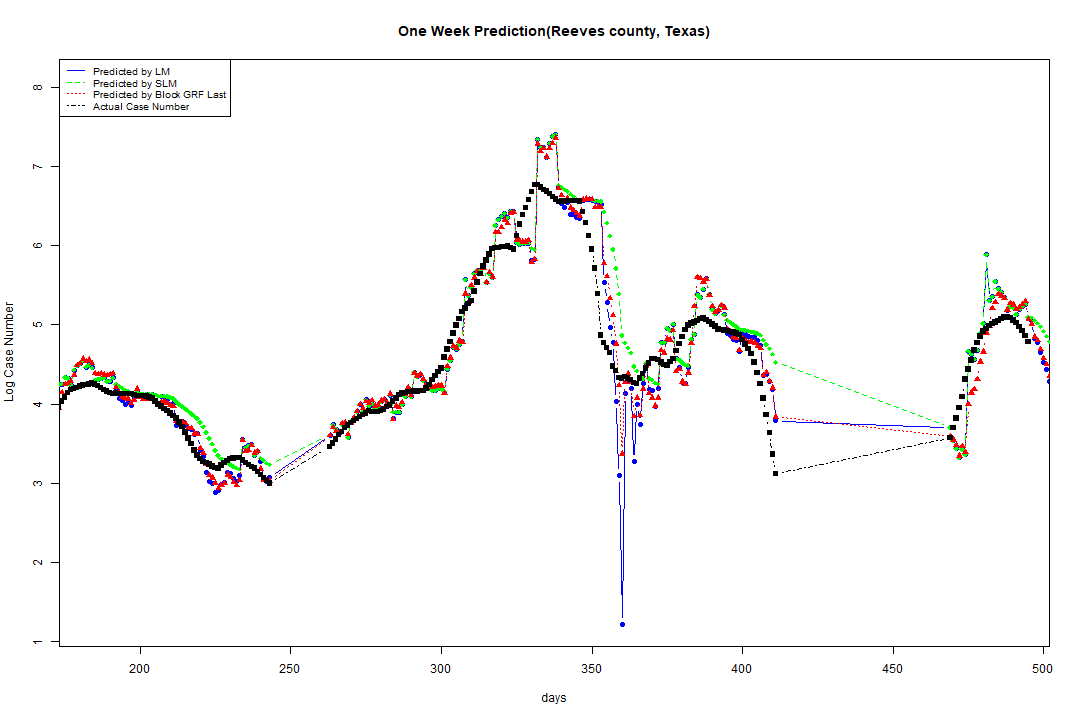 One Week Prediction(Reeves county, Texas)
Predicted by LM
Predicted by SLM
Predicted by Block GRF Last
Actual Case Number
8
7
6
5
4
3
2
1
Log Case Number
200 250 300 350 400 450 500
days